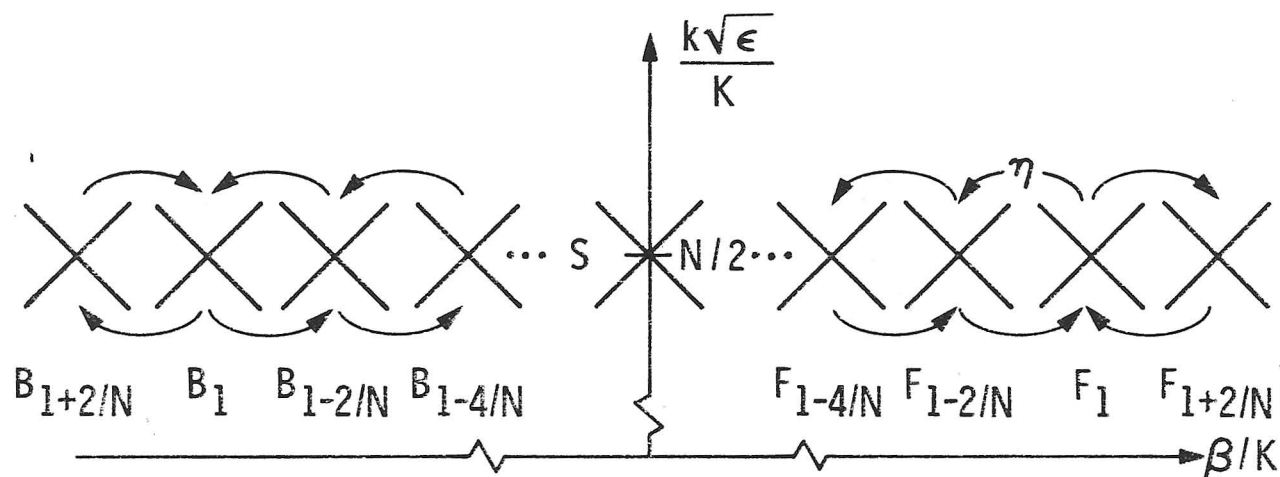 k√ϵ
K
η
··· S N/2 ···
B1+2/N B1 B1-2/N B1-4/N F1-4/N F1-2/N F1 F1+2/N
β/K